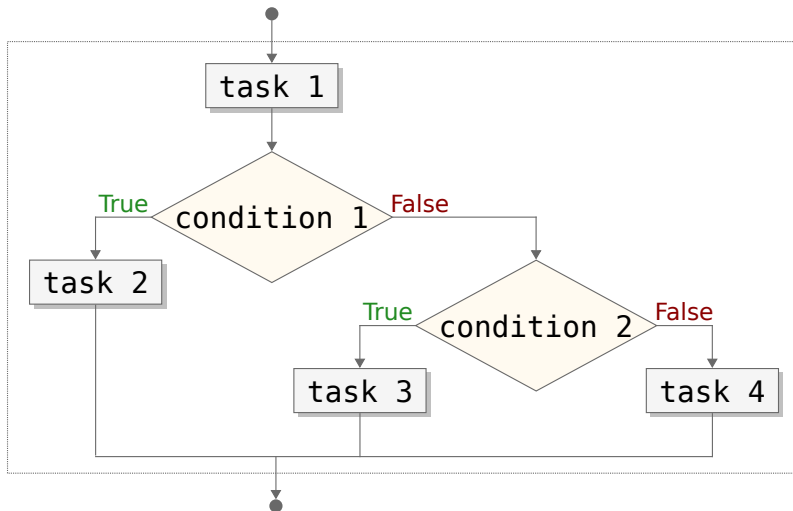 task 1
True
condition 1
False
task 2
True
condition 2
False
task 3
task 4